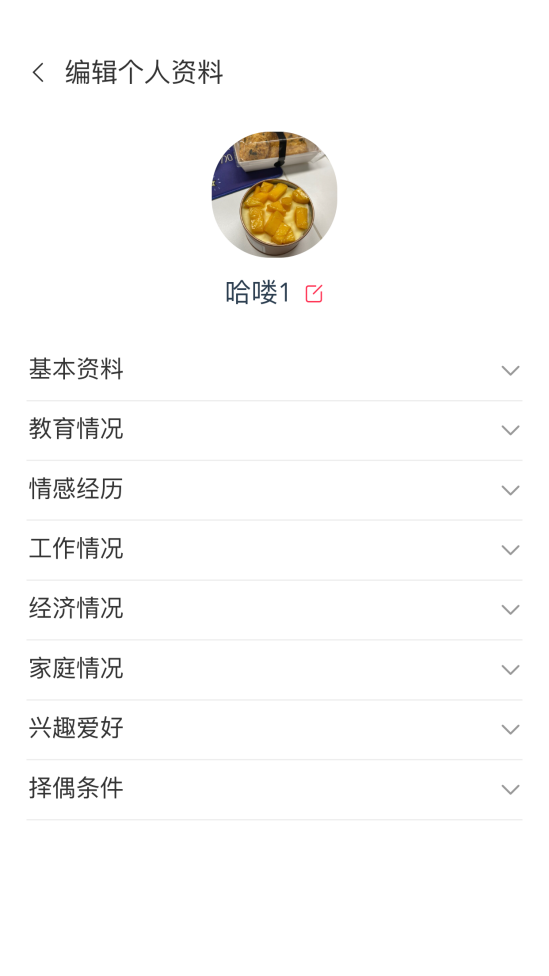 编辑个人资料
哈喽1
基本资料
教育情况
情感经历
工作情况
经济情况
家庭情况
兴趣爱好
择偶条件